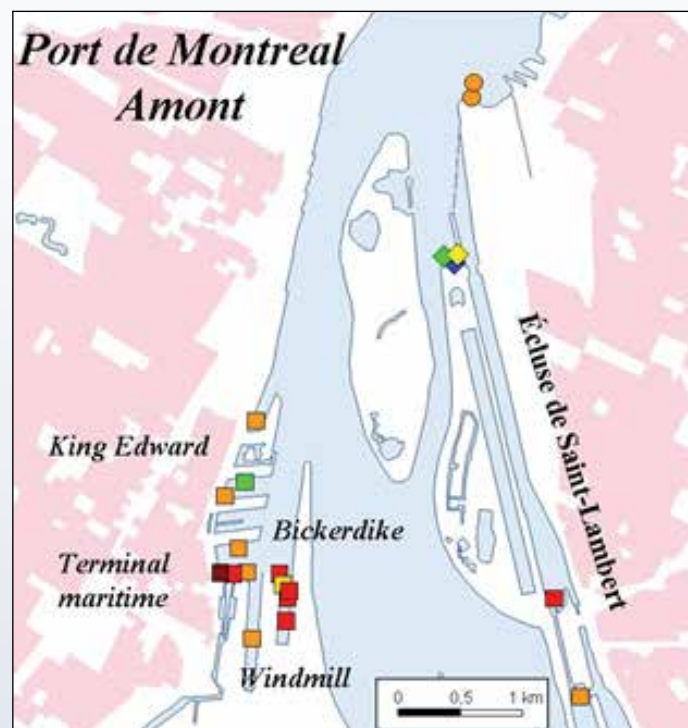 Port de Montreal
Amont
Écluse de Saint-Lambert
King Edward
Bickerdike
Terminal
maritime
Windmill
0 0,5 1 km